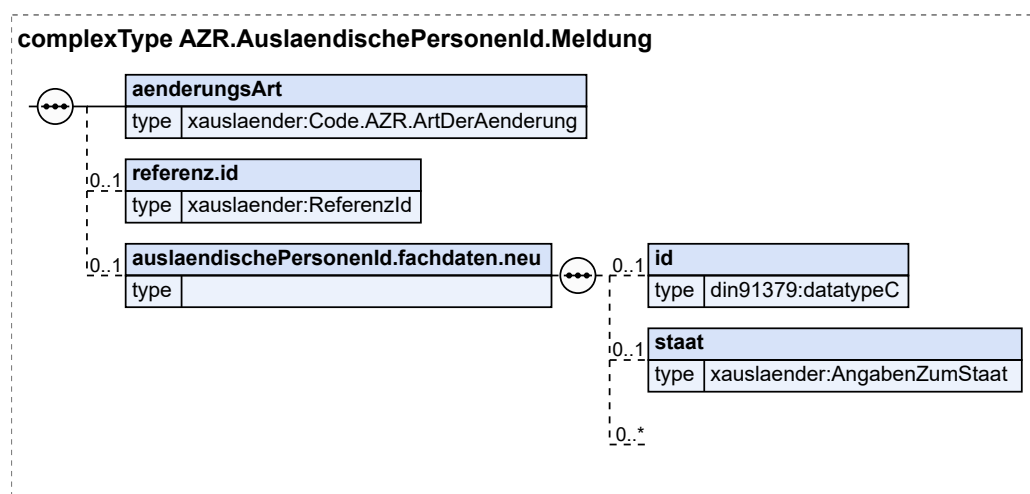 complexType AZR.AuslaendischePersonenId.Meldung
aenderungsArt
type xauslaender:Code.AZR.ArtDerAenderung
0..1 referenz.id
type xauslaender:ReferenzId
0..1 auslaendischePersonenId.fachdaten.neu
type
0..1 id
type din91379:datatypeC
0..1 staat
type xauslaender:AngabenZumStaat
0..*